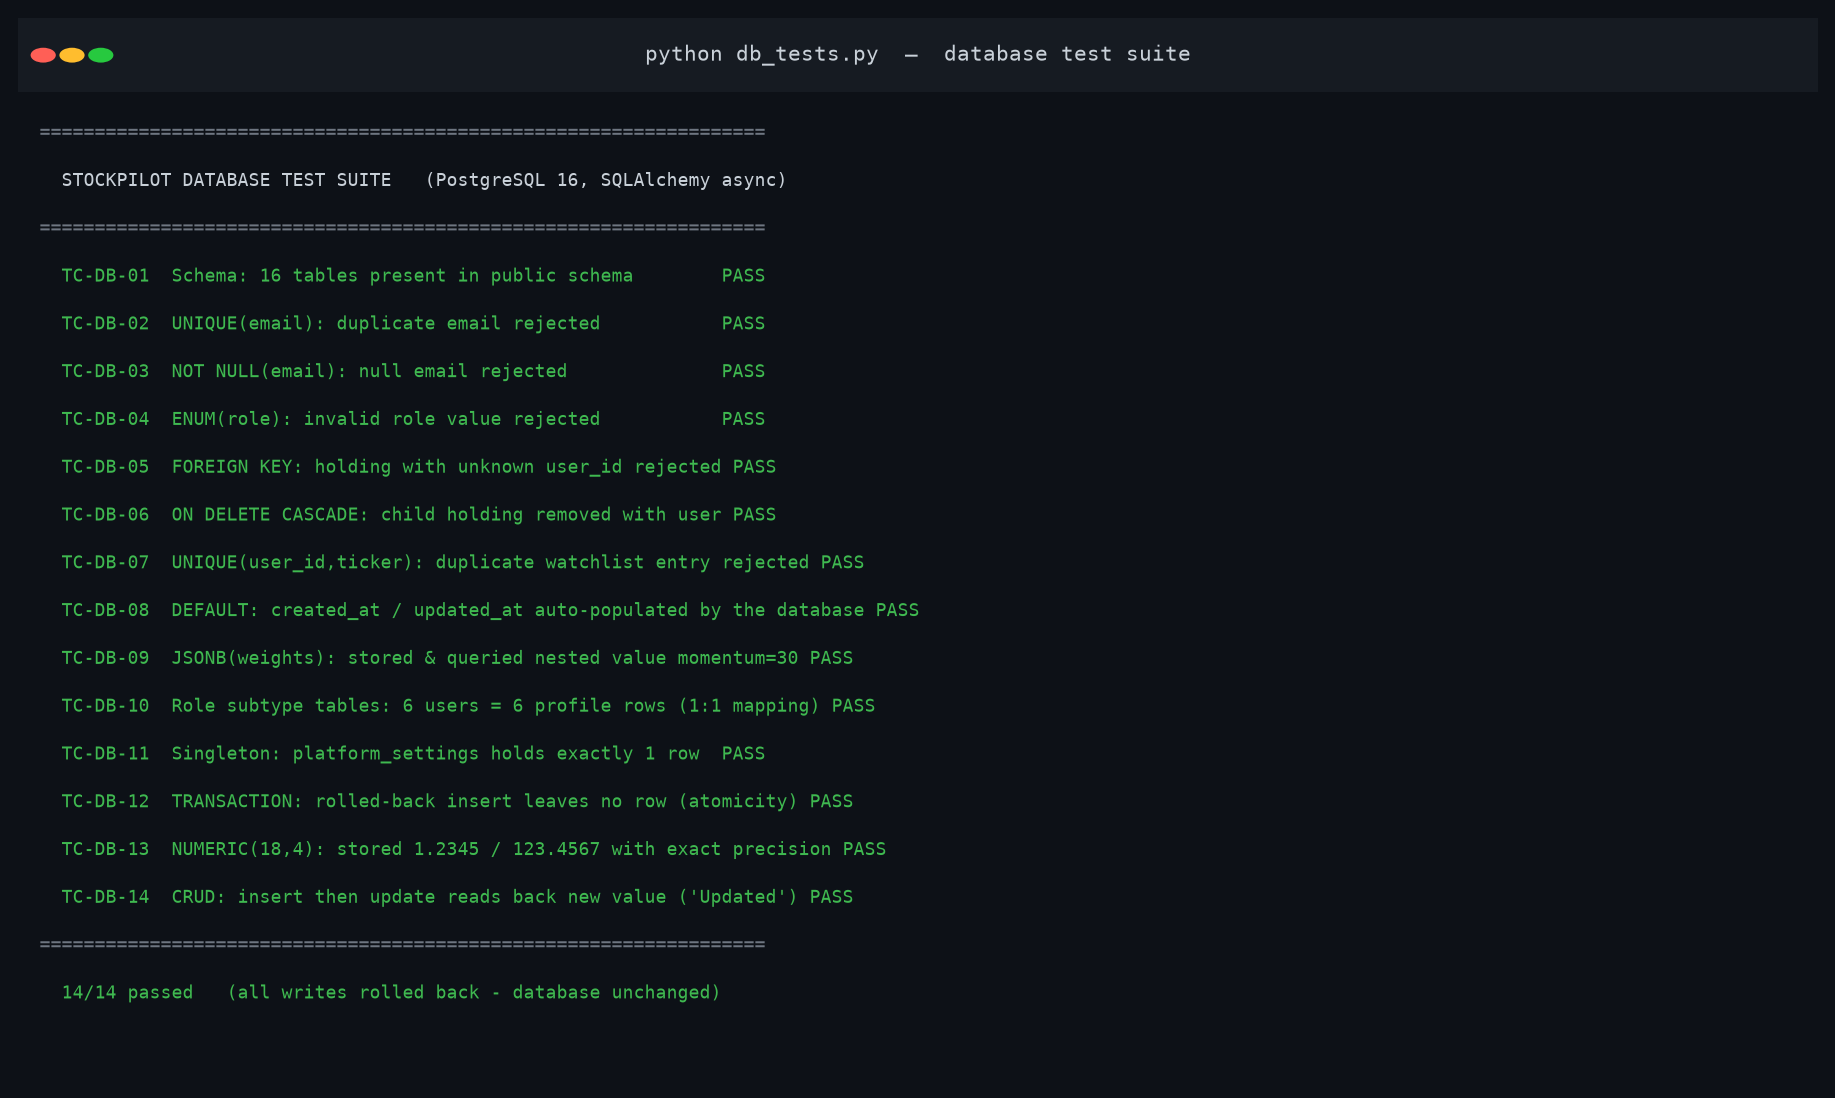 python db_tests.py  —  database test suite
==================================================================
STOCKPILOT DATABASE TEST SUITE   (PostgreSQL 16, SQLAlchemy async)
==================================================================
TC-DB-01  Schema: 16 tables present in public schema        PASS
TC-DB-02  UNIQUE(email): duplicate email rejected           PASS
TC-DB-03  NOT NULL(email): null email rejected              PASS
TC-DB-04  ENUM(role): invalid role value rejected           PASS
TC-DB-05  FOREIGN KEY: holding with unknown user_id rejected PASS
TC-DB-06  ON DELETE CASCADE: child holding removed with user PASS
TC-DB-07  UNIQUE(user_id,ticker): duplicate watchlist entry rejected PASS
TC-DB-08  DEFAULT: created_at / updated_at auto-populated by the database PASS
TC-DB-09  JSONB(weights): stored & queried nested value momentum=30 PASS
TC-DB-10  Role subtype tables: 6 users = 6 profile rows (1:1 mapping) PASS
TC-DB-11  Singleton: platform_settings holds exactly 1 row  PASS
TC-DB-12  TRANSACTION: rolled-back insert leaves no row (atomicity) PASS
TC-DB-13  NUMERIC(18,4): stored 1.2345 / 123.4567 with exact precision PASS
TC-DB-14  CRUD: insert then update reads back new value ('Updated') PASS
==================================================================
14/14 passed   (all writes rolled back - database unchanged)